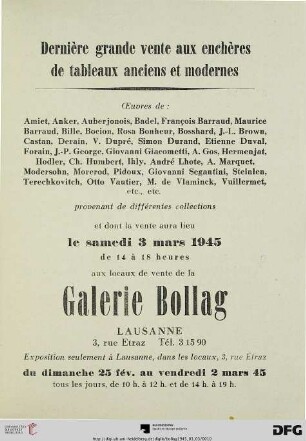 Dernière grande vente aux enchères
de tableaux anciens et modernes
Œuvres de :
Amiet, Anker, Auberjonois, Badel, François Barraud, Maurice
Barraud, Bille, Bocion, Rosa Bonheur, Bosshard, J.-L. Brown,
Castan, Derain, V. Dupré, Simon Durand, Etienne Duval,
Forain, J.-P. George, Giovanni Giacometti, A. Gos, Hermenjat,
Hodler, Ch. Humbert, Ihly, André Lhote, A. Marquet,
Modersohn, Morerod, Pidoux, Giovanni Segantini, Steinlen,
Terechkovitch, Otto Vautier, M. de Vlaminck, Vuillermet,
etc., etc.
provenant de différentes collections
et dont la vente aura lieu
le samedi 3 mars 1945
de 14 à 18 heures
aux locaux de vente de la
Galerie Bollag
LAUSANNE
3, rue Etraz Tél. 3 15 90
Exposition seulement à Lausanne, dans les locaux, 3, rue Etraz
du dimanche 25 fév. au vendredi 2 mars 45
tous les jours, de 10 h. à 12 h. et de 14 h. à 19 h.
DFG